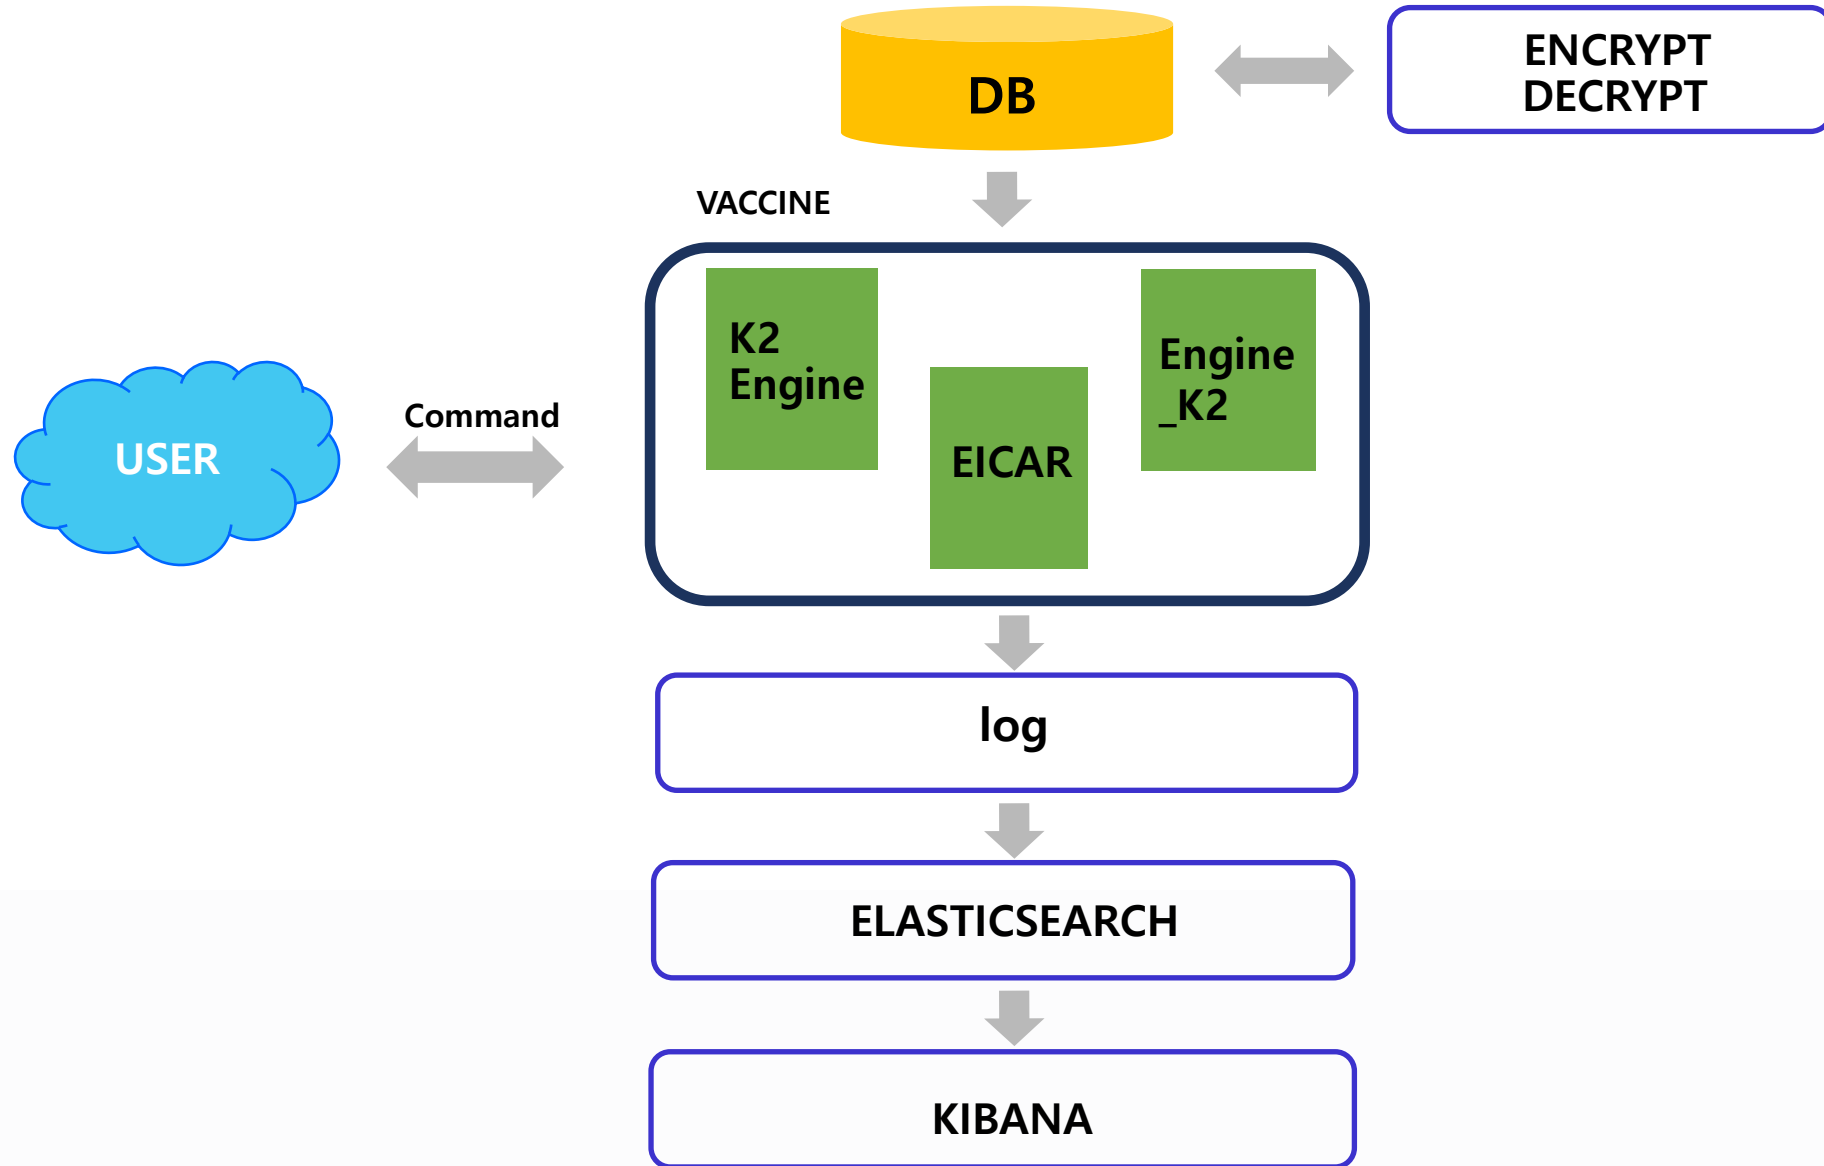 DB
ENCRYPT
DECRYPT
VACCINE
K2
Engine
EICAR
Engine
_K2
Command
USER
log
ELASTICSEARCH
KIBANA